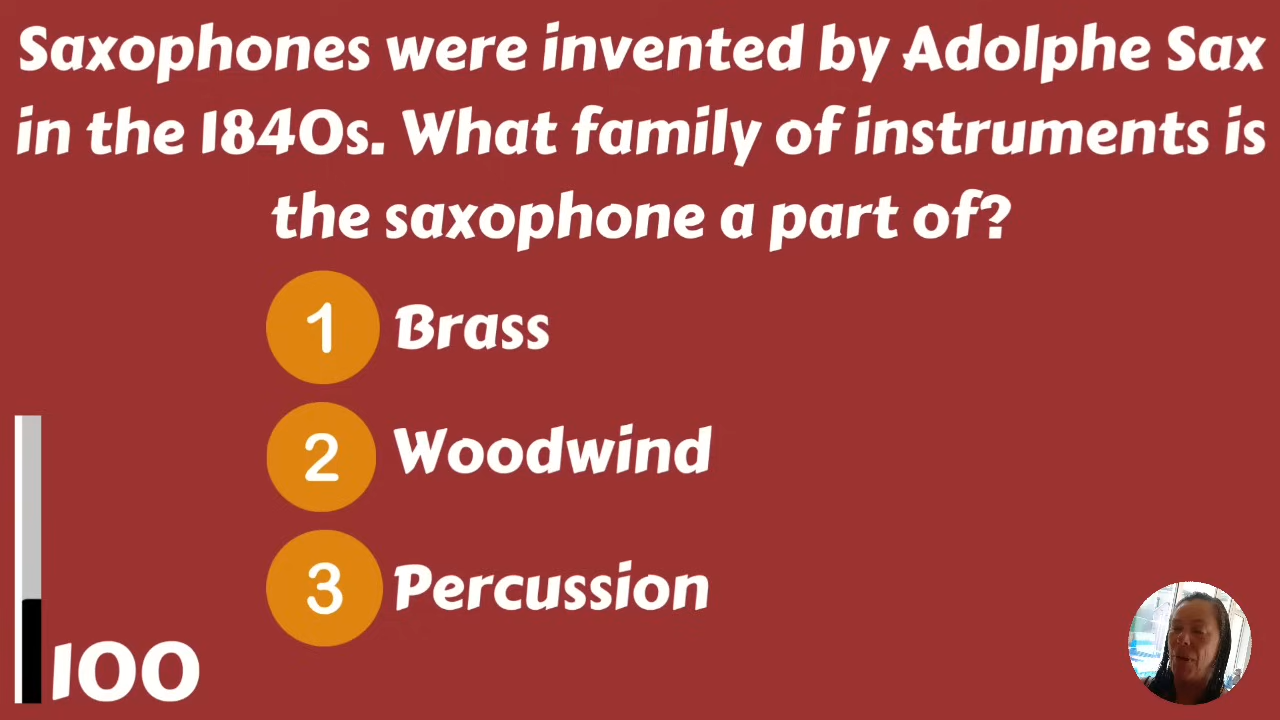 Saxophones were invented by Adolphe Sax
in the 1840s. What family of instruments is
the saxophone a part of?
1 Brass
2 Woodwind
3 Percussion
100